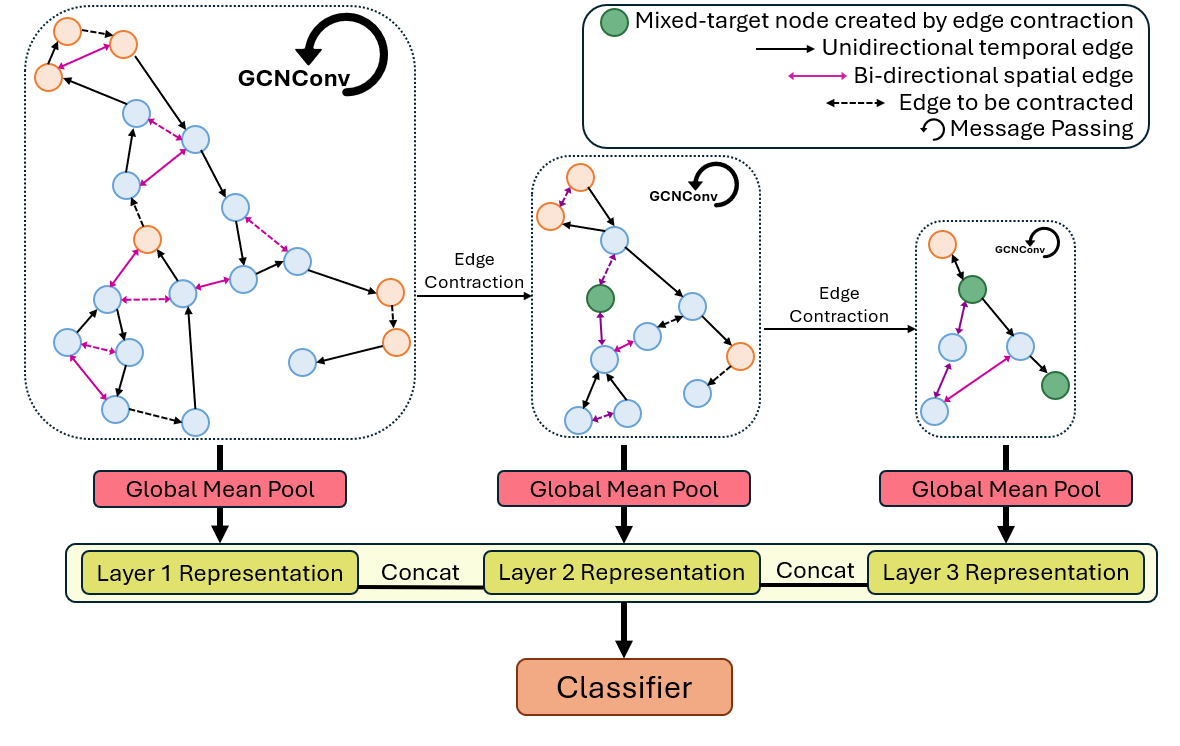 GCNConv
Mixed-target node created by edge contraction
Unidirectional temporal edge
Bi-directional spatial edge
Edge to be contracted
Message Passing
GCNConv
GCNConv
Edge
Contraction
Edge
Contraction
Global Mean Pool
Global Mean Pool
Global Mean Pool
Layer 1 Representation
Concat
Layer 2 Representation
Concat
Layer 3 Representation
Classifier